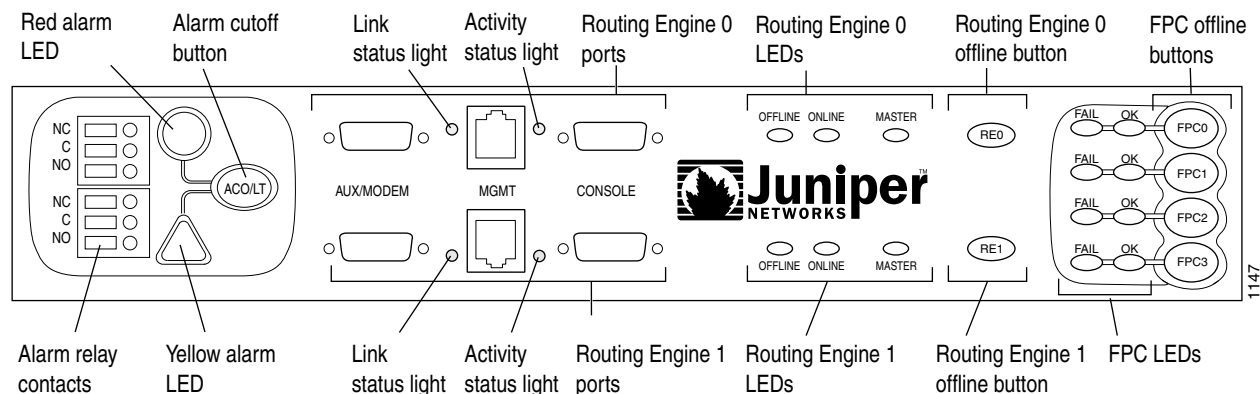 Red alarm
LED
Alarm cutoff
button
Link
status light
Activity
status light
Routing Engine 0
ports
Routing Engine 0
LEDs
Routing Engine 0
offline button
FPC offline
buttons
NC
C
NO
NC
C
NO
ACO/LT
AUX/MODEM
MGMT
CONSOLE
Juniper™
NETWORKS
OFFLINE ONLINE MASTER
OFFLINE ONLINE MASTER
RE0
RE1
FAIL OK FPC0
FAIL OK FPC1
FAIL OK FPC2
FAIL OK FPC3
1147
Alarm relay
contacts
Yellow alarm
LED
Link
status light
Activity
status light
Routing Engine 1
ports
Routing Engine 1
LEDs
Routing Engine 1
offline button
FPC LEDs